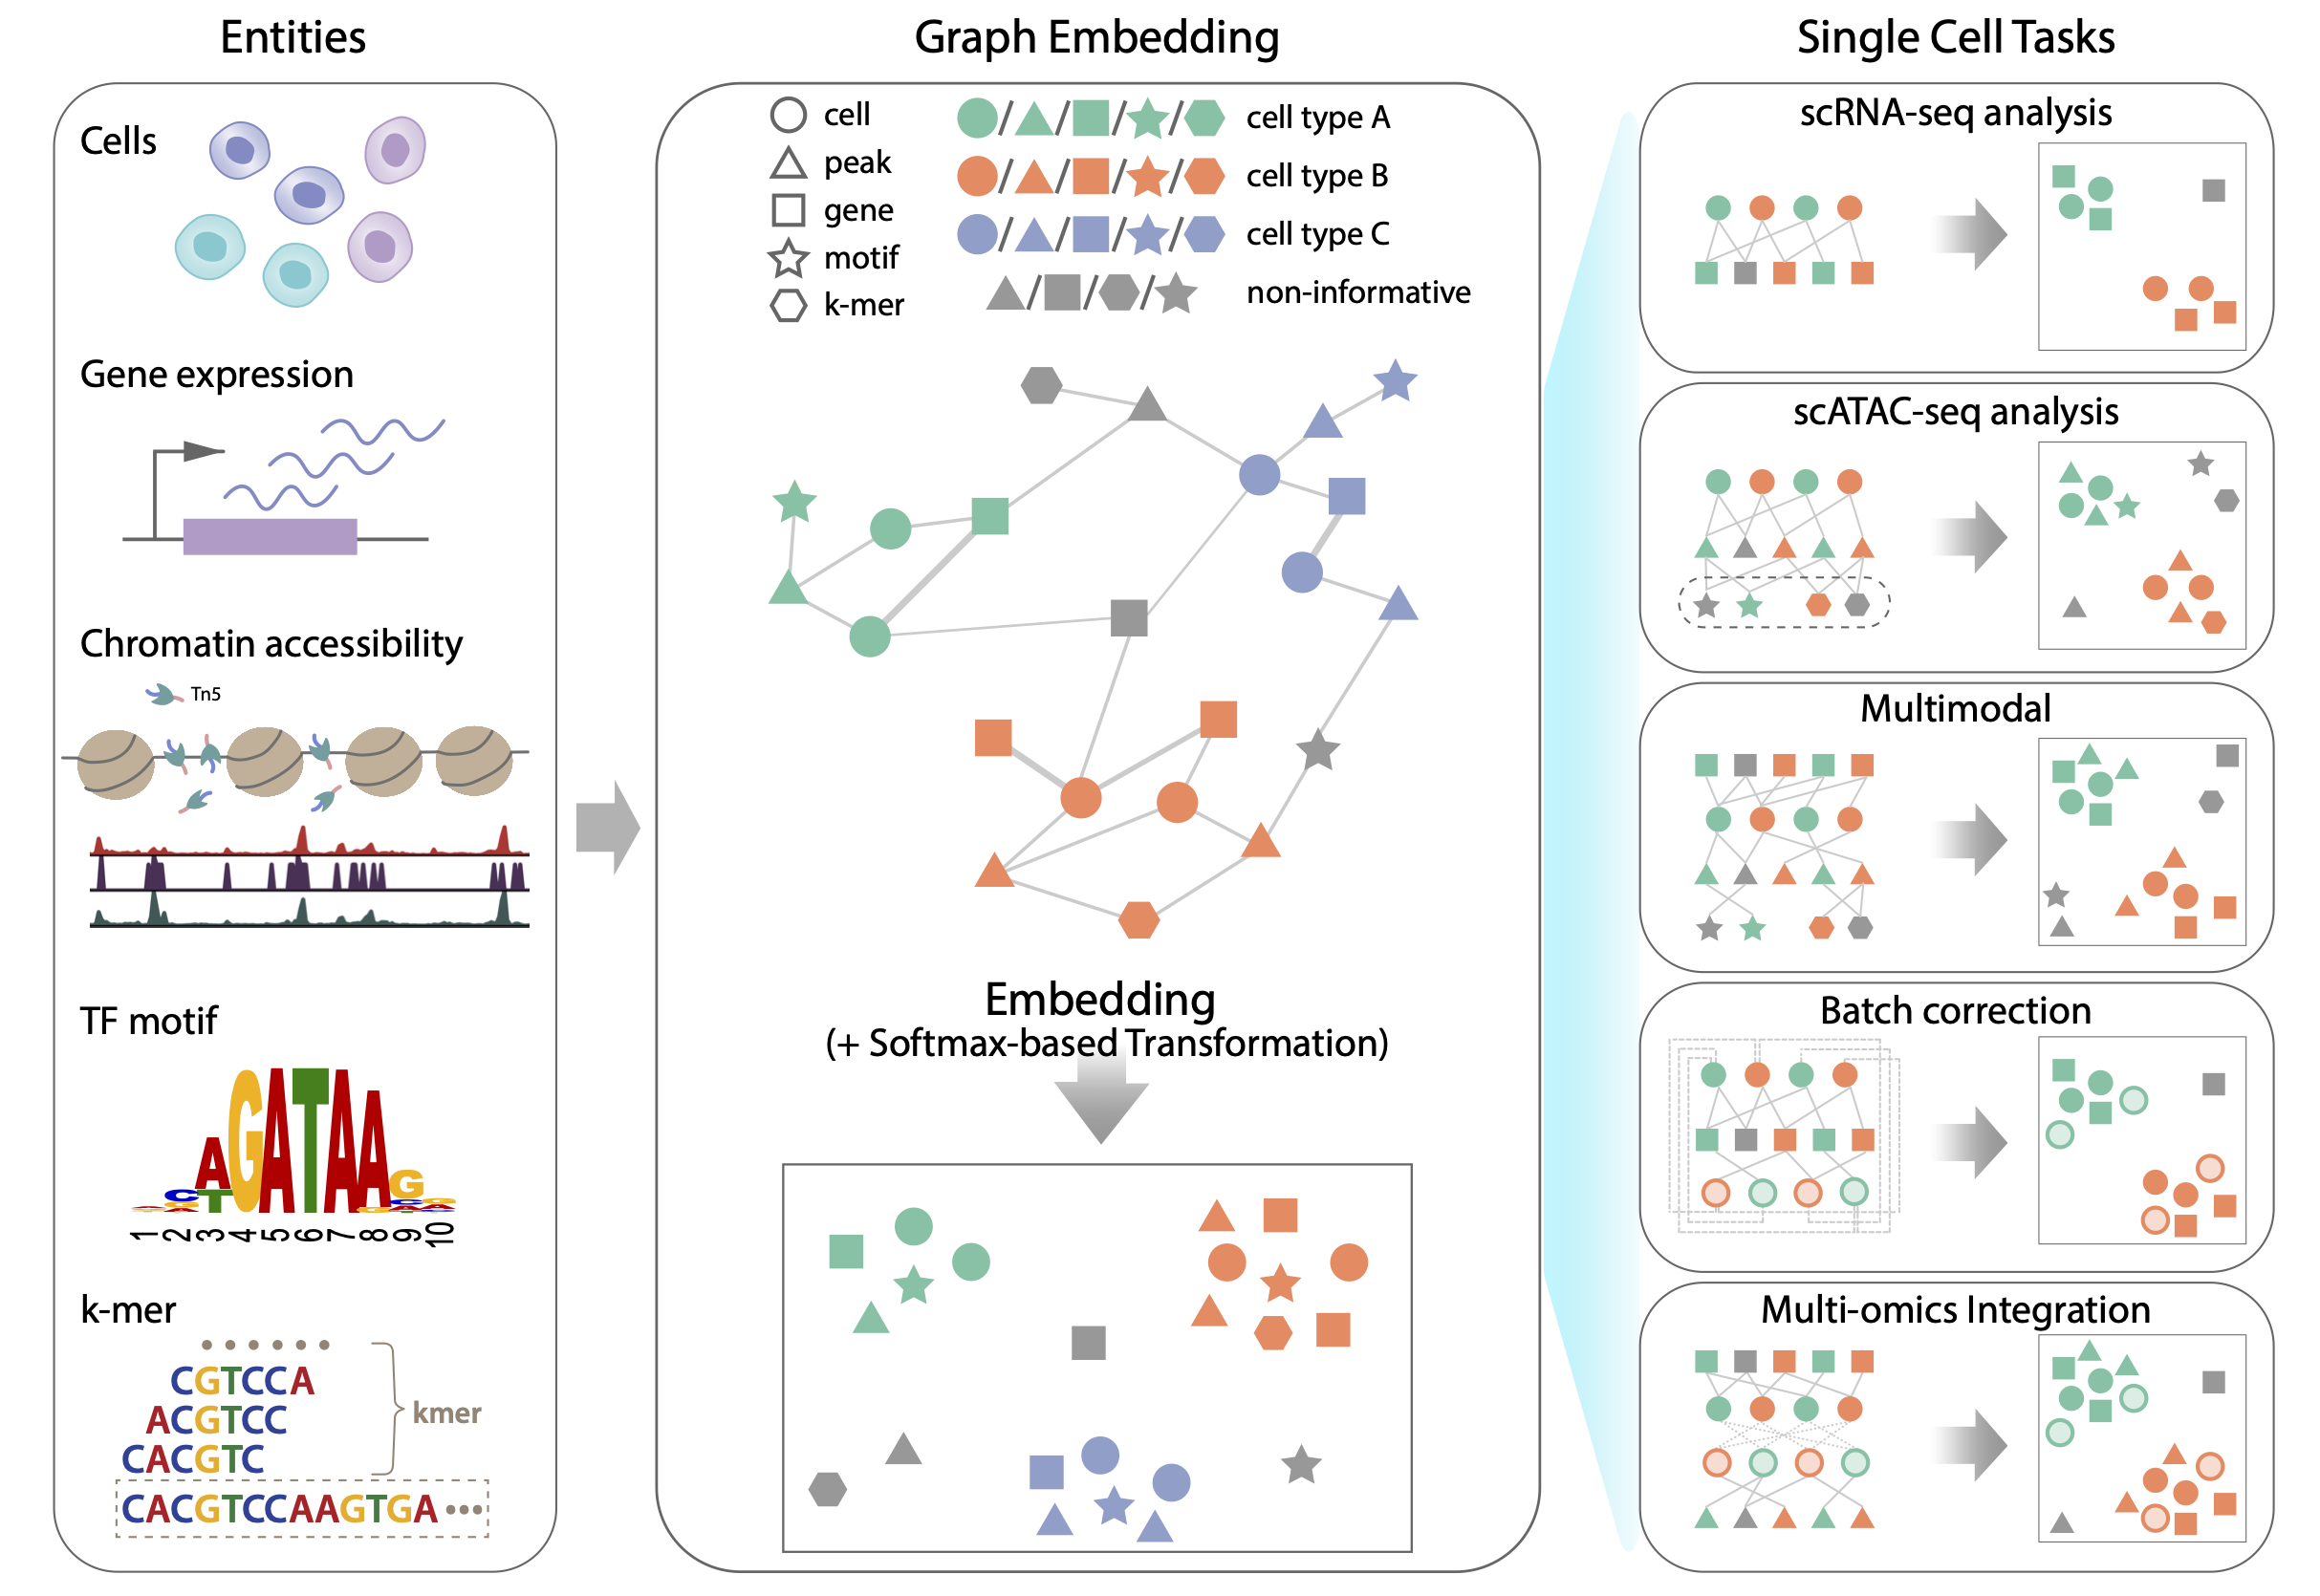 Entities
Cells
Gene expression
Chromatin accessibility
Tn5
TF motif
GATAA
1 2 3 4 5 6 7 8 9 10
k-mer
CGTCCA
ACGTCC
CACGTC
kmer
CACGTCCAAGTGA
Graph Embedding
cell
peak
gene
motif
k-mer
cell type A
cell type B
cell type C
non-informative
Embedding
(+ Softmax-based Transformation)
Single Cell Tasks
scRNA-seq analysis
scATAC-seq analysis
Multimodal
Batch correction
Multi-omics Integration